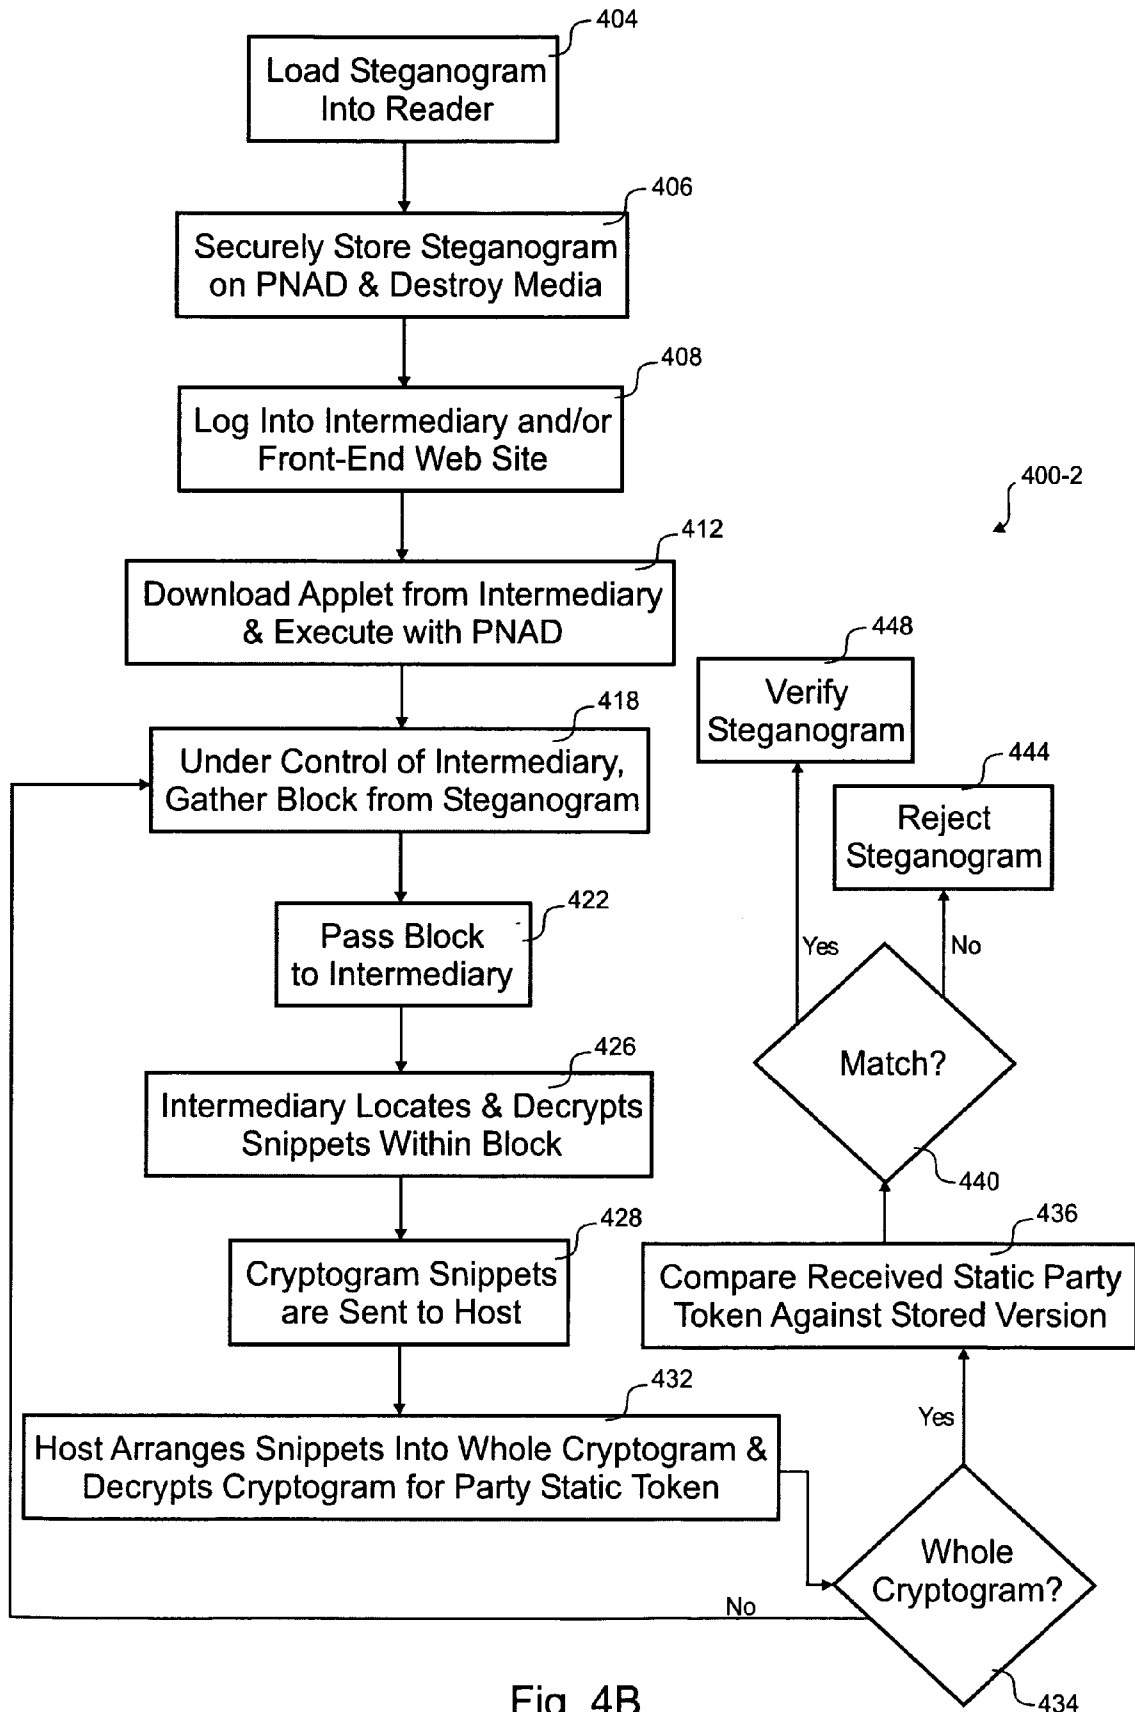 404
Load Steganogram
Into Reader
406
Securely Store Steganogram
on PNAD & Destroy Media
408
Log Into Intermediary and/or
Front-End Web Site
400-2
412
Download Applet from Intermediary
& Execute with PNAD
448
Verify
Steganogram
418
Under Control of Intermediary,
Gather Block from Steganogram
444
Reject
Steganogram
422
Pass Block
to Intermediary
Yes
No
Match?
440
426
Intermediary Locates & Decrypts
Snippets Within Block
428
Cryptogram Snippets
are Sent to Host
436
Compare Received Static Party
Token Against Stored Version
432
Host Arranges Snippets Into Whole Cryptogram &
Decrypts Cryptogram for Party Static Token
Yes
Whole
Cryptogram?
No
434
Fig. 4B